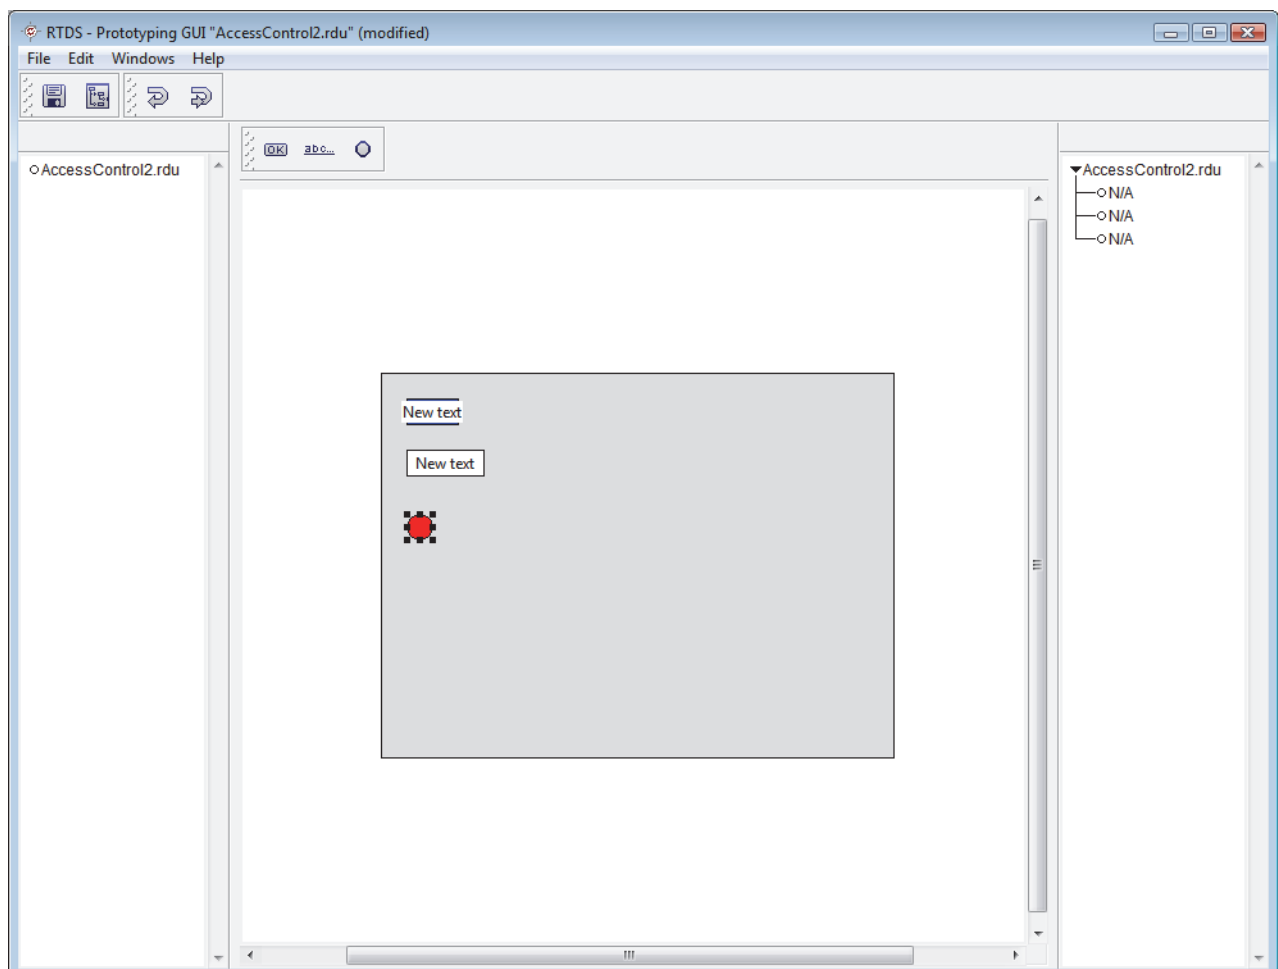 RTDS - Prototyping GUI "AccessControl2.rdu" (modified)
File Edit Windows Help
OK abc...
AccessControl2.rdu
AccessControl2.rdu
N/A
N/A
N/A
New text
New text